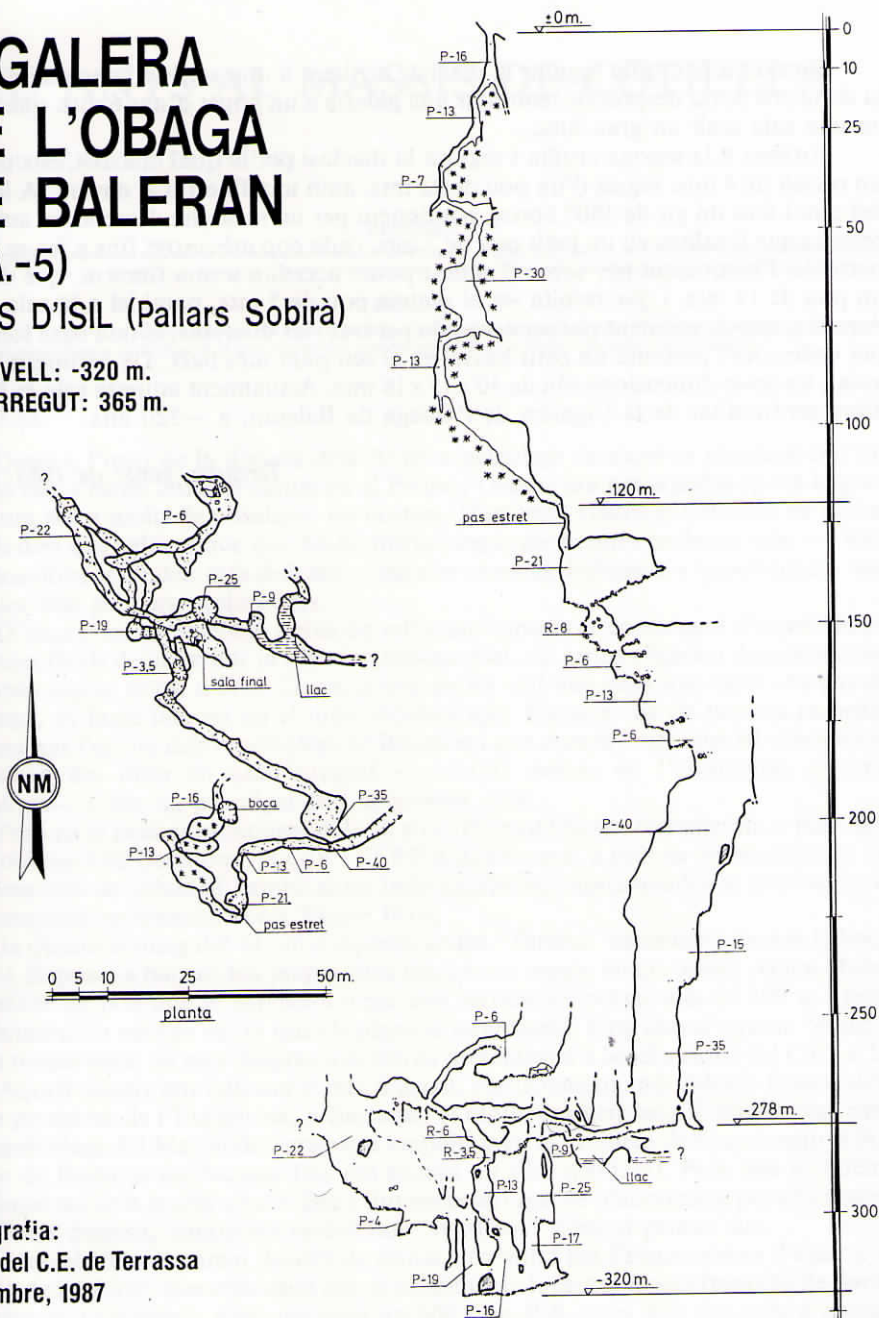 GALERA
E L'OBAGA
E BALERAN
A. 5)
S D'ISIL (Pallars Sobirà)
VELL: -320 m.
RREGUT: 365 m.
±0 m.
P-16
P-13
P-7
P-30
P-13
-120 m.
pas estret
P-21
R-8
P-6
P-13
P-6
P-40
P-15
P-35
-278 m.
P-6
?
P-22
R-6
R-3,5
P-9
?
llac
P-13
P-25
P-4
P-17
P-19
P-16
-320 m.
0
10
25
50
100
150
200
-250
300
?
P-22
P-6
P-25
P-9
P-19
P-3,5
sala final
llac
?
NM
P-16
boca
P-35
P-13
P-13
P-6
P-40
P-21
pas estret
0 5 10 25 50 m.
planta
grafia:
del C.E. de Terrassa
mbre, 1987